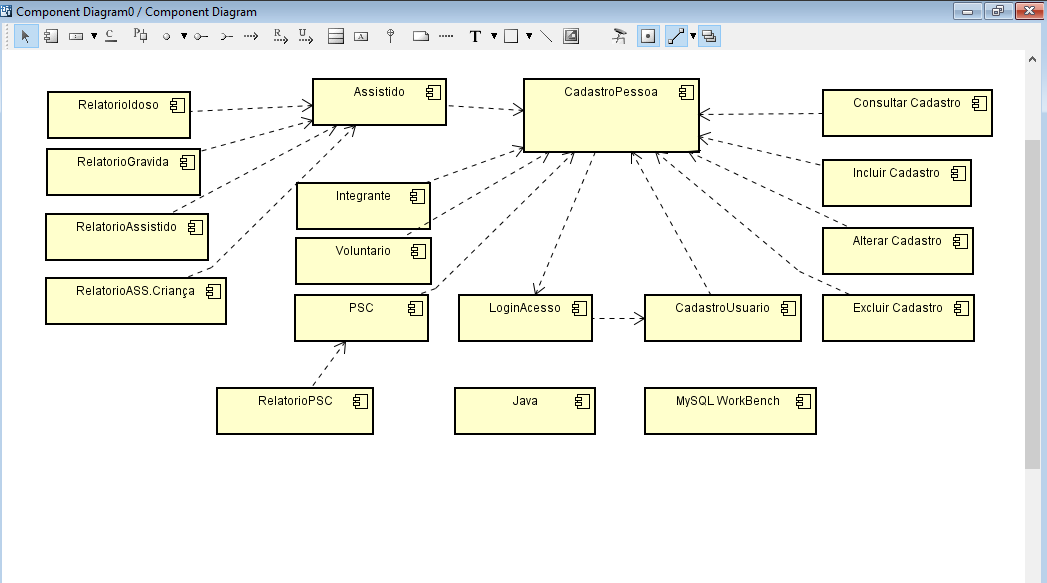 Component Diagram0 / Component Diagram
RelatorioIdoso
Assistido
CadastroPessoa
Consultar Cadastro
RelatorioGravida
Incluir Cadastro
Integrante
RelatorioAssistido
Voluntario
Alterar Cadastro
RelatorioASS.Criança
PSC
LoginAcesso
CadastroUsuario
Excluir Cadastro
RelatorioPSC
Java
MySQL WorkBench